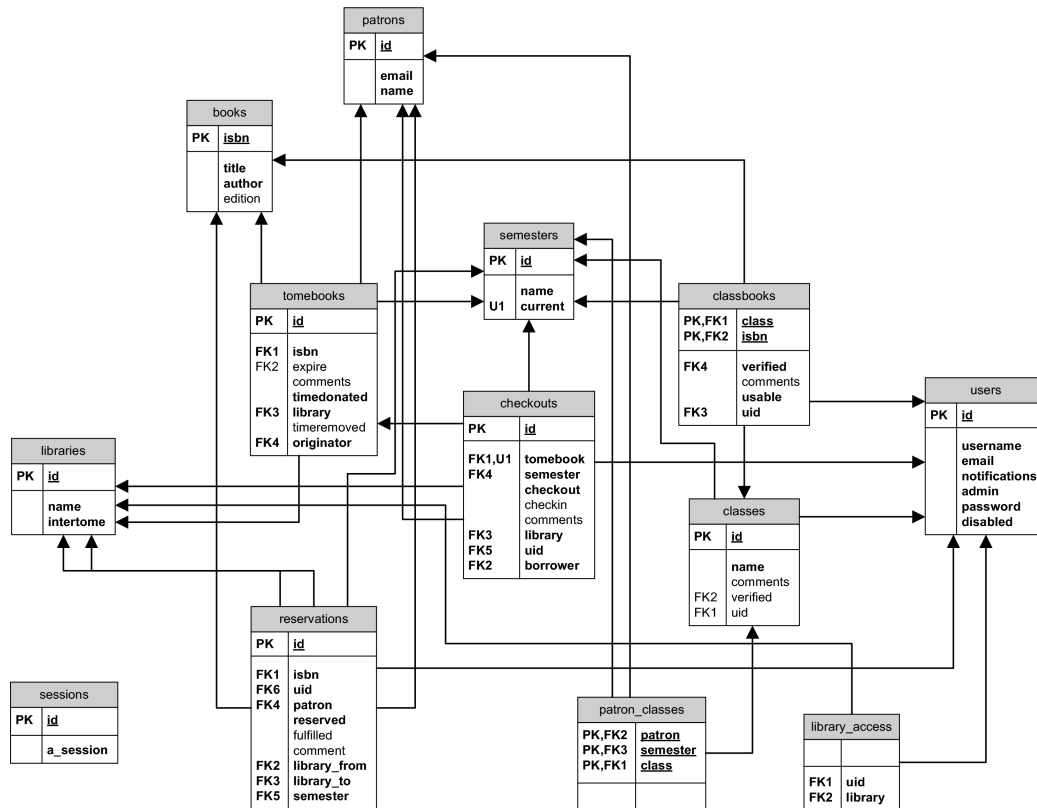 patrons
PK id
email
name
books
PK isbn
title
author
edition
semesters
PK id
name
U1 current
tomebooks
PK id
FK1 isbn
FK2 expire
comments
timedonated
FK3 library
timeremoved
FK4 originator
classbooks
PK,FK1 class
PK,FK2 isbn
FK4 verified
comments
usable
FK3 uid
users
PK id
username
email
notifications
admin
password
disabled
checkouts
PK id
FK1,U1 tomebook
FK4 semester
checkout
checkin
comments
FK3 library
FK5 uid
FK2 borrower
libraries
PK id
name
intertome
classes
PK id
name
comments
FK2 verified
FK1 uid
reservations
PK id
FK1 isbn
FK6 uid
FK4 patron
reserved
fulfilled
comment
FK2 library_from
FK3 library_to
FK5 semester
sessions
PK id
a_session
patron_classes
PK,FK2 patron
PK,FK3 semester
PK,FK1 class
library_access
FK1 uid
FK2 library